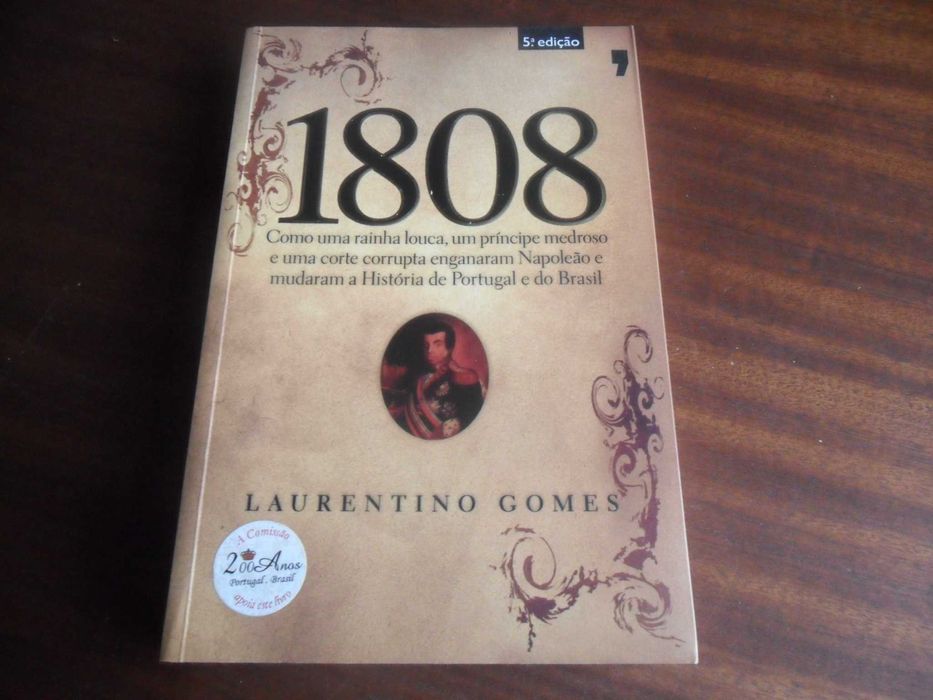 5.ª edição
1808
Como uma rainha louca, um príncipe medroso
e uma corte corrupta enganaram Napoleão e
mudaram a História de Portugal e do Brasil
LAURENTINO GOMES
A Comissão
200 Anos
Portugal . Brasil
apoia este livro